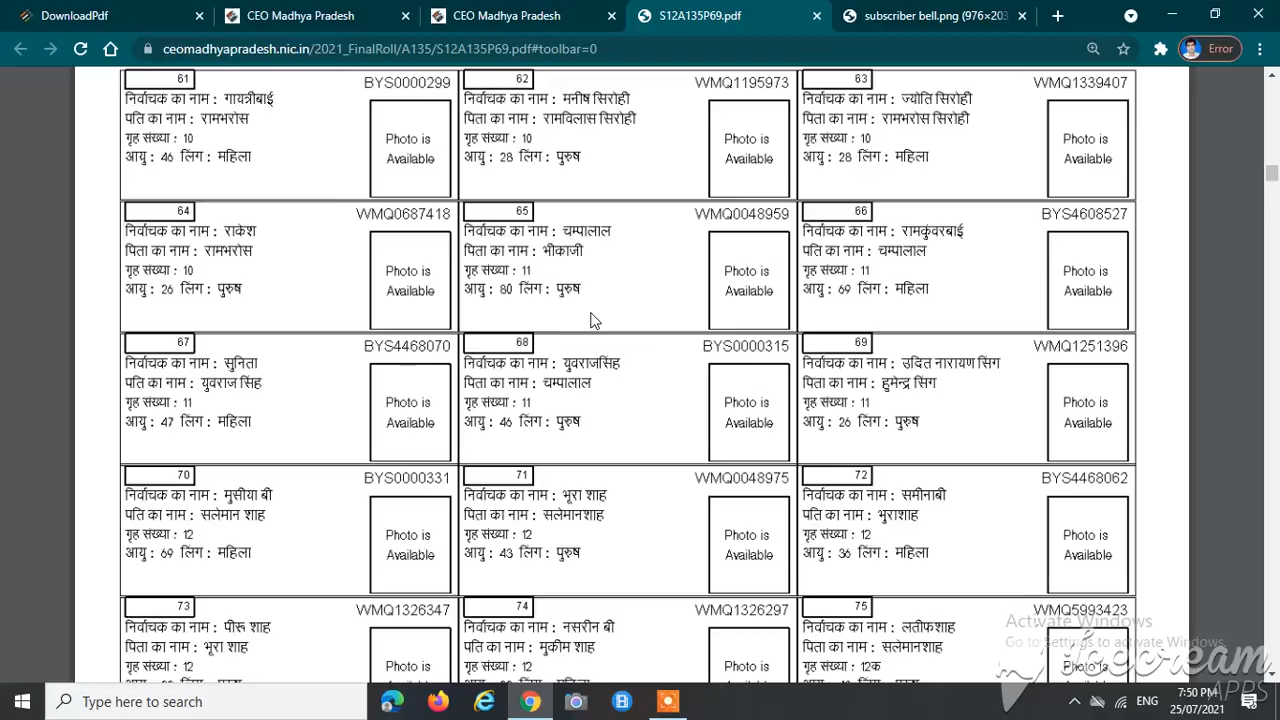 DownloadPdf
CEO Madhya Pradesh
CEO Madhya Pradesh
S12A135P69.pdf
subscriber bell.png (976×203
ceomadhyapradesh.nic.in/2021_FinalRoll/A135/S12A135P69.pdf#toolbar=0
Error
61 BYS0000299
निर्वाचक का नाम : गायत्रीबाई
पति का नाम : रामभरोस
गृह संख्या : 10
आयु : 46 लिंग : महिला
Photo is
Available
62 WMQ1195973
निर्वाचक का नाम : मनीष सिरोही
पिता का नाम : रामविलास सिरोही
गृह संख्या : 10
आयु : 28 लिंग : पुरुष
Photo is
Available
63 WMQ1339407
निर्वाचक का नाम : ज्योति सिरोही
पिता का नाम : रामभरोस सिरोही
गृह संख्या : 10
आयु : 28 लिंग : महिला
Photo is
Available
64 WMQ0687418
निर्वाचक का नाम : राकेश
पिता का नाम : रामभरोस
गृह संख्या : 10
आयु : 26 लिंग : पुरुष
Photo is
Available
65 WMQ0048959
निर्वाचक का नाम : चम्पालाल
पिता का नाम : भीकाजी
गृह संख्या : 11
आयु : 80 लिंग : पुरुष
Photo is
Available
66 BYS4608527
निर्वाचक का नाम : रामकुंवरबाई
पति का नाम : चम्पालाल
गृह संख्या : 11
आयु : 69 लिंग : महिला
Photo is
Available
67 BYS4468070
निर्वाचक का नाम : सुनिता
पति का नाम : युवराज सिंह
गृह संख्या : 11
आयु : 47 लिंग : महिला
Photo is
Available
68 BYS0000315
निर्वाचक का नाम : युवराजसिंह
पिता का नाम : चम्पालाल
गृह संख्या : 11
आयु : 46 लिंग : पुरुष
Photo is
Available
69 WMQ1251396
निर्वाचक का नाम : उदित नारायण सिंग
पिता का नाम : हुमेन्द्र सिंग
गृह संख्या : 11
आयु : 26 लिंग : पुरुष
Photo is
Available
70 BYS0000331
निर्वाचक का नाम : मुसीया बी
पति का नाम : सलेमान शाह
गृह संख्या : 12
आयु : 69 लिंग : महिला
Photo is
Available
71 WMQ0048975
निर्वाचक का नाम : भूरा शाह
पिता का नाम : सलेमानशाह
गृह संख्या : 12
आयु : 43 लिंग : पुरुष
Photo is
Available
72 BYS4468062
निर्वाचक का नाम : समीनाबी
पति का नाम : भुराशाह
गृह संख्या : 12
आयु : 36 लिंग : महिला
Photo is
Available
73 WMQ1326347
निर्वाचक का नाम : पीरू शाह
पिता का नाम : भूरा शाह
गृह संख्या : 12
Photo is
74 WMQ1326297
निर्वाचक का नाम : नसरीन बी
पति का नाम : मुकीम शाह
गृह संख्या : 12
Photo is
75 WMQ5993423
निर्वाचक का नाम : लतीफशाह
पिता का नाम : सलेमानशाह
गृह संख्या : 12क
Photo is
Activate Windows
Go to Settings to activate Windows.
Icecream
APPS
Type here to search
ENG
7:50 PM
25/07/2021